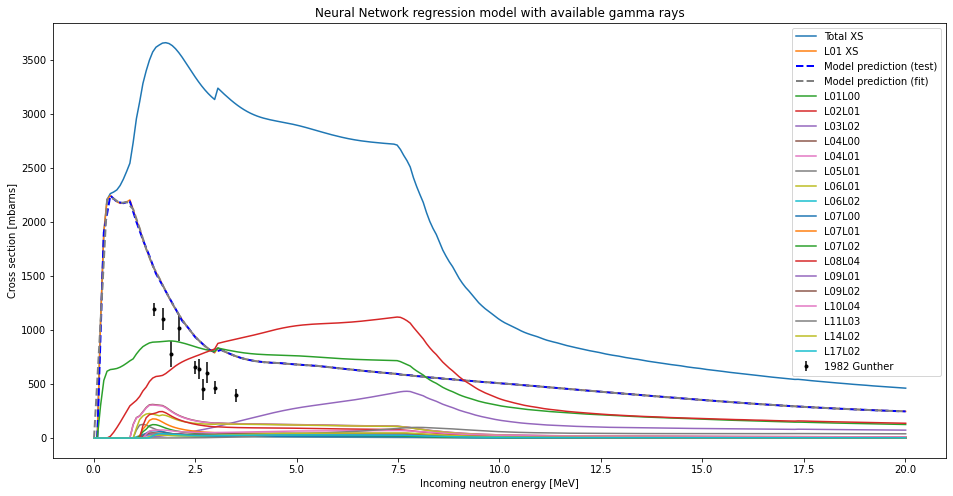 Neural Network regression model with available gamma rays
Cross section [mbarns]
3500
3000
2500
2000
1500
1000
500
0
Total XS
L01 XS
Model prediction (test)
Model prediction (fit)
L01L00
L02L01
L03L02
L04L00
L04L01
L05L01
L06L01
L06L02
L07L00
L07L01
L07L02
L08L04
L09L01
L09L02
L10L04
L11L03
L14L02
L17L02
1982 Gunther
0.0 2.5 5.0 7.5 10.0 12.5 15.0 17.5 20.0
Incoming neutron energy [MeV]